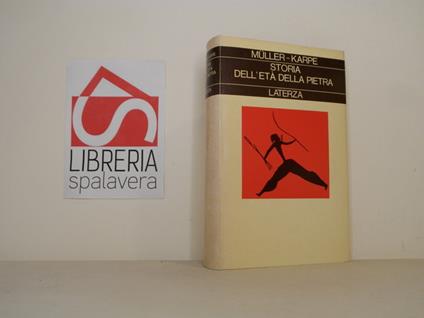 LIBRERIA
spalavera
MÜLLER-KARPE
STORIA
DELL'ETÀ DELLA PIETRA
LATERZA